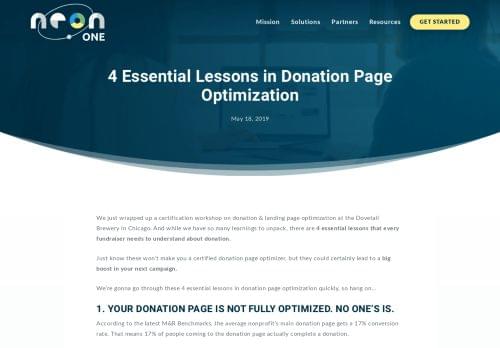 neon ONE
Mission Solutions Partners Resources GET STARTED
4 Essential Lessons in Donation Page
Optimization
May 18, 2019
We just wrapped up a certification workshop on donation & landing page optimization at the Dovetail
Brewery in Chicago. And while we have so many learnings to unpack, there are 4 essential lessons that every
fundraiser needs to understand about donation.
Just know these won't make you a certified donation page optimizer, but they could certainly lead to a big
boost in your next campaign.
We're gonna go through these 4 essential lessons in donation page optimization quickly, so hang on...
1. YOUR DONATION PAGE IS NOT FULLY OPTIMIZED. NO ONE'S IS.
According to the latest M&R Benchmarks, the average nonprofit's main donation page gets a 17% conversion
rate. That means 17% of people coming to the donation page actually complete a donation.